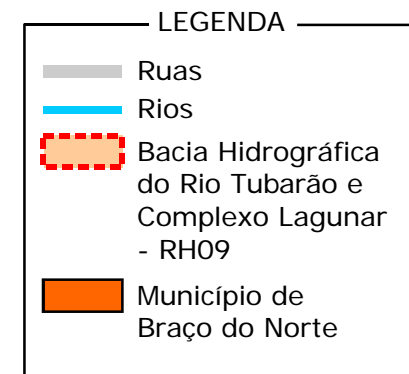 LEGENDA
Ruas
Rios
Bacia Hidrográfica
do Rio Tubarão e
Complexo Lagunar
- RH09
Município de
Braço do Norte